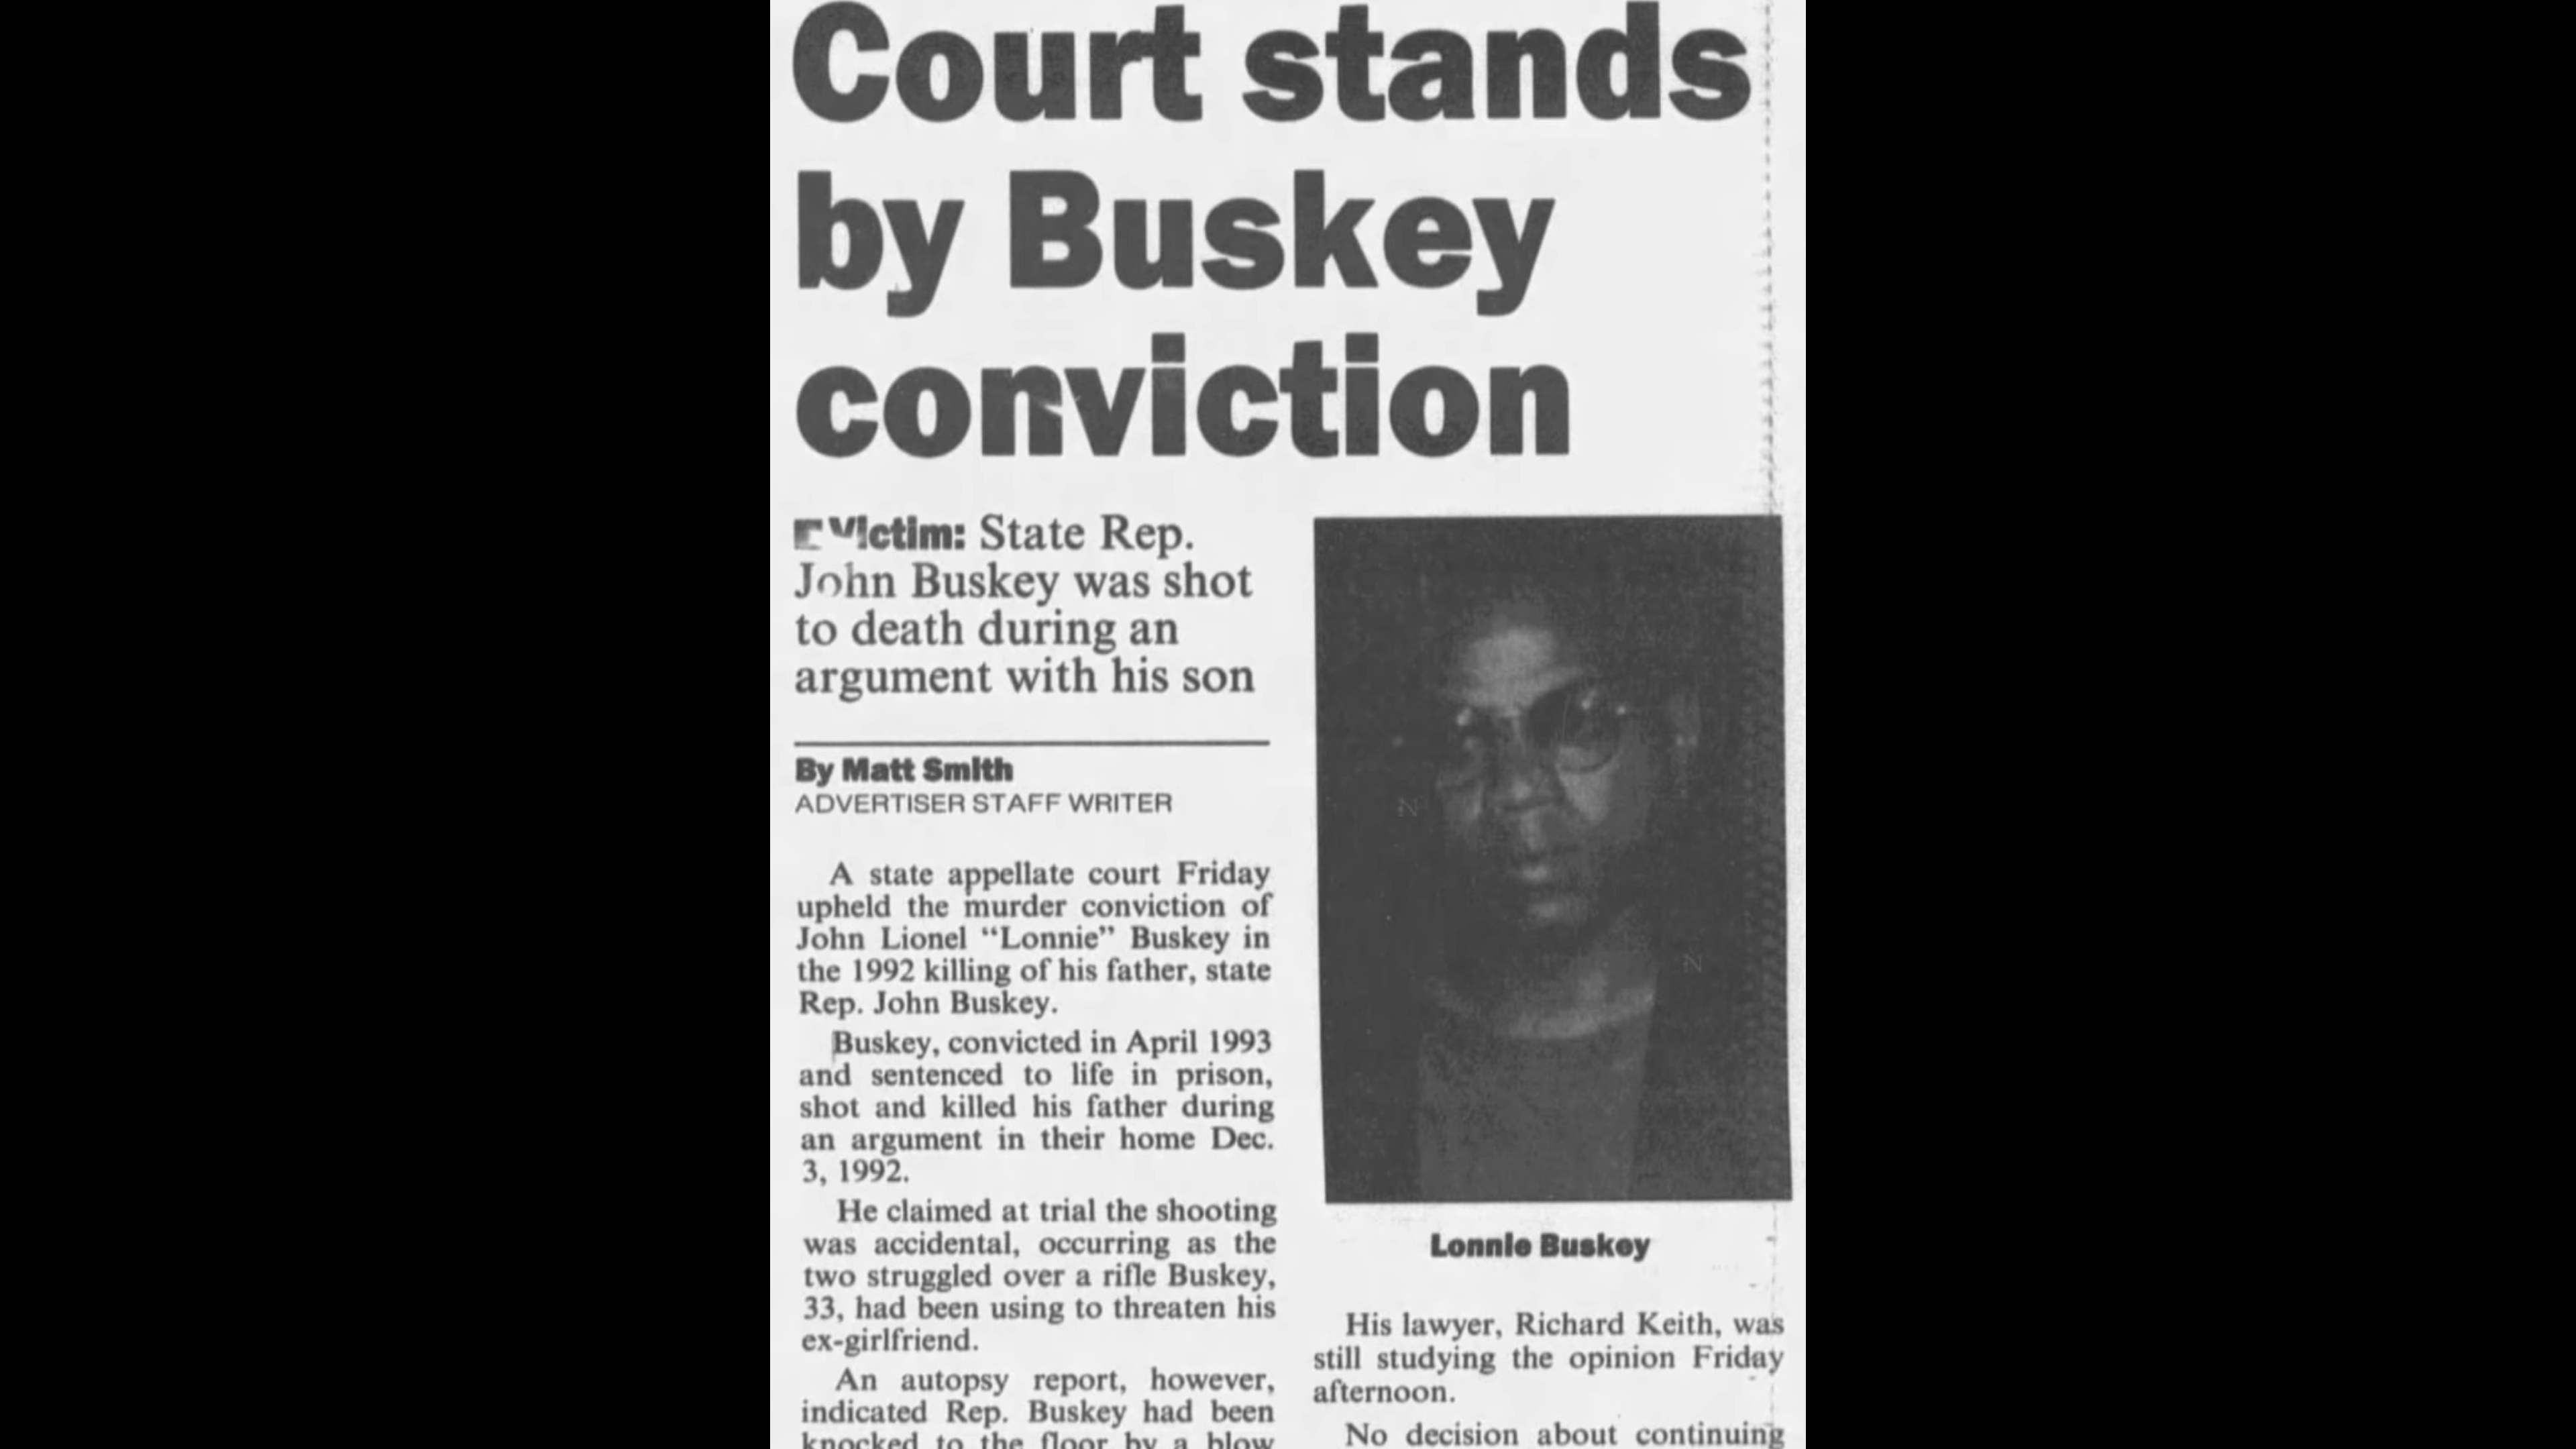 Court stands
by Buskey
conviction
Victim: State Rep.
John Buskey was shot
to death during an
argument with his son
By Matt Smith
ADVERTISER STAFF WRITER
A state appellate court Friday
upheld the murder conviction of
John Lionel “Lonnie” Buskey in
the 1992 killing of his father, state
Rep. John Buskey.
Buskey, convicted in April 1993
and sentenced to life in prison,
shot and killed his father during
an argument in their home Dec.
3, 1992.
He claimed at trial the shooting
was accidental, occurring as the
two struggled over a rifle Buskey,
33, had been using to threaten his
ex-girlfriend.
An autopsy report, however,
indicated Rep. Buskey had been
knocked to the floor by a blow
Lonnie Buskey
His lawyer, Richard Keith, was
still studying the opinion Friday
afternoon.
No decision about continuing